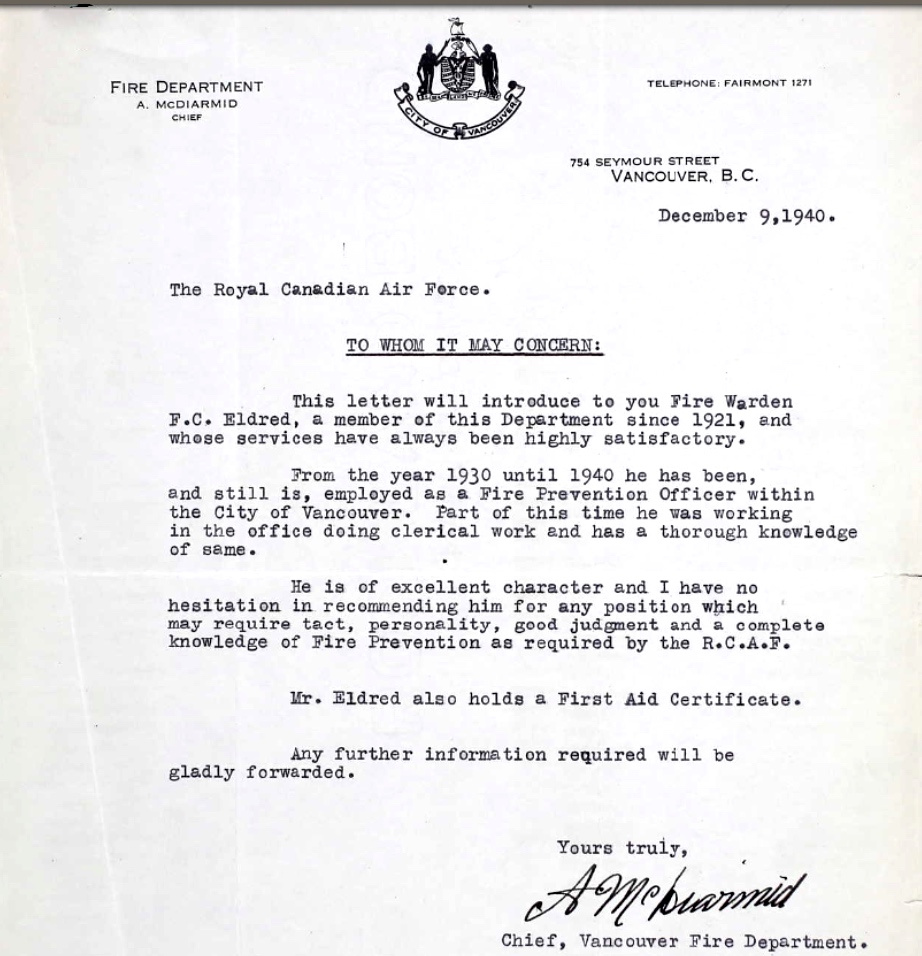 FIRE DEPARTMENT
A. MCDIARMID
CHIEF
CITY OF VANCOUVER
TELEPHONE: FAIRMONT 1271
754 SEYMOUR STREET
VANCOUVER, B.C.
December 9,1940.
The Royal Canadian Air Force.
TO WHOM IT MAY CONCERN:
This letter will introduce to you Fire Warden
F.C. Eldred, a member of this Department since 1921, and
whose services have always been highly satisfactory.
From the year 1930 until 1940 he has been,
and still is, employed as a Fire Prevention Officer within
the City of Vancouver. Part of this time he was working
in the office doing clerical work and has a thorough knowledge
of same.
He is of excellent character and I have no
hesitation in recommending him for any position which
may require tact, personality, good judgment and a complete
knowledge of Fire Prevention as required by the R.C.A.F.
Mr. Eldred also holds a First Aid Certificate.
Any further information required will be
gladly forwarded.
Yours truly,
A McDiarmid
Chief, Vancouver Fire Department.